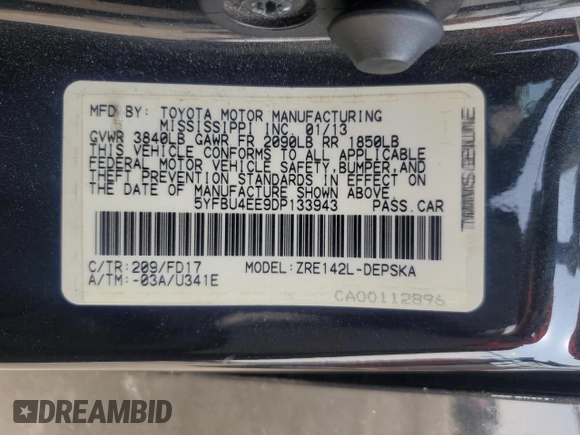 MFD BY: TOYOTA MOTOR MANUFACTURING
MISSISSIPPI INC. 01/13
GVWR 3840LB GAWR FR 2090LB RR 1850LB
THIS VEHICLE CONFORMS TO ALL APPLICABLE
FEDERAL MOTOR VEHICLE SAFETY,BUMPER,AND
THEFT PREVENTION STANDARDS IN EFFECT ON
THE DATE OF MANUFACTURE SHOWN ABOVE.
5YFBU4EE9DP133943 PASS.CAR
C/TR:209/FD17 MODEL:ZRE142L-DEPSKA
A/TM:-03A/U341E
CA00112896
GENUINE
DREAMBID